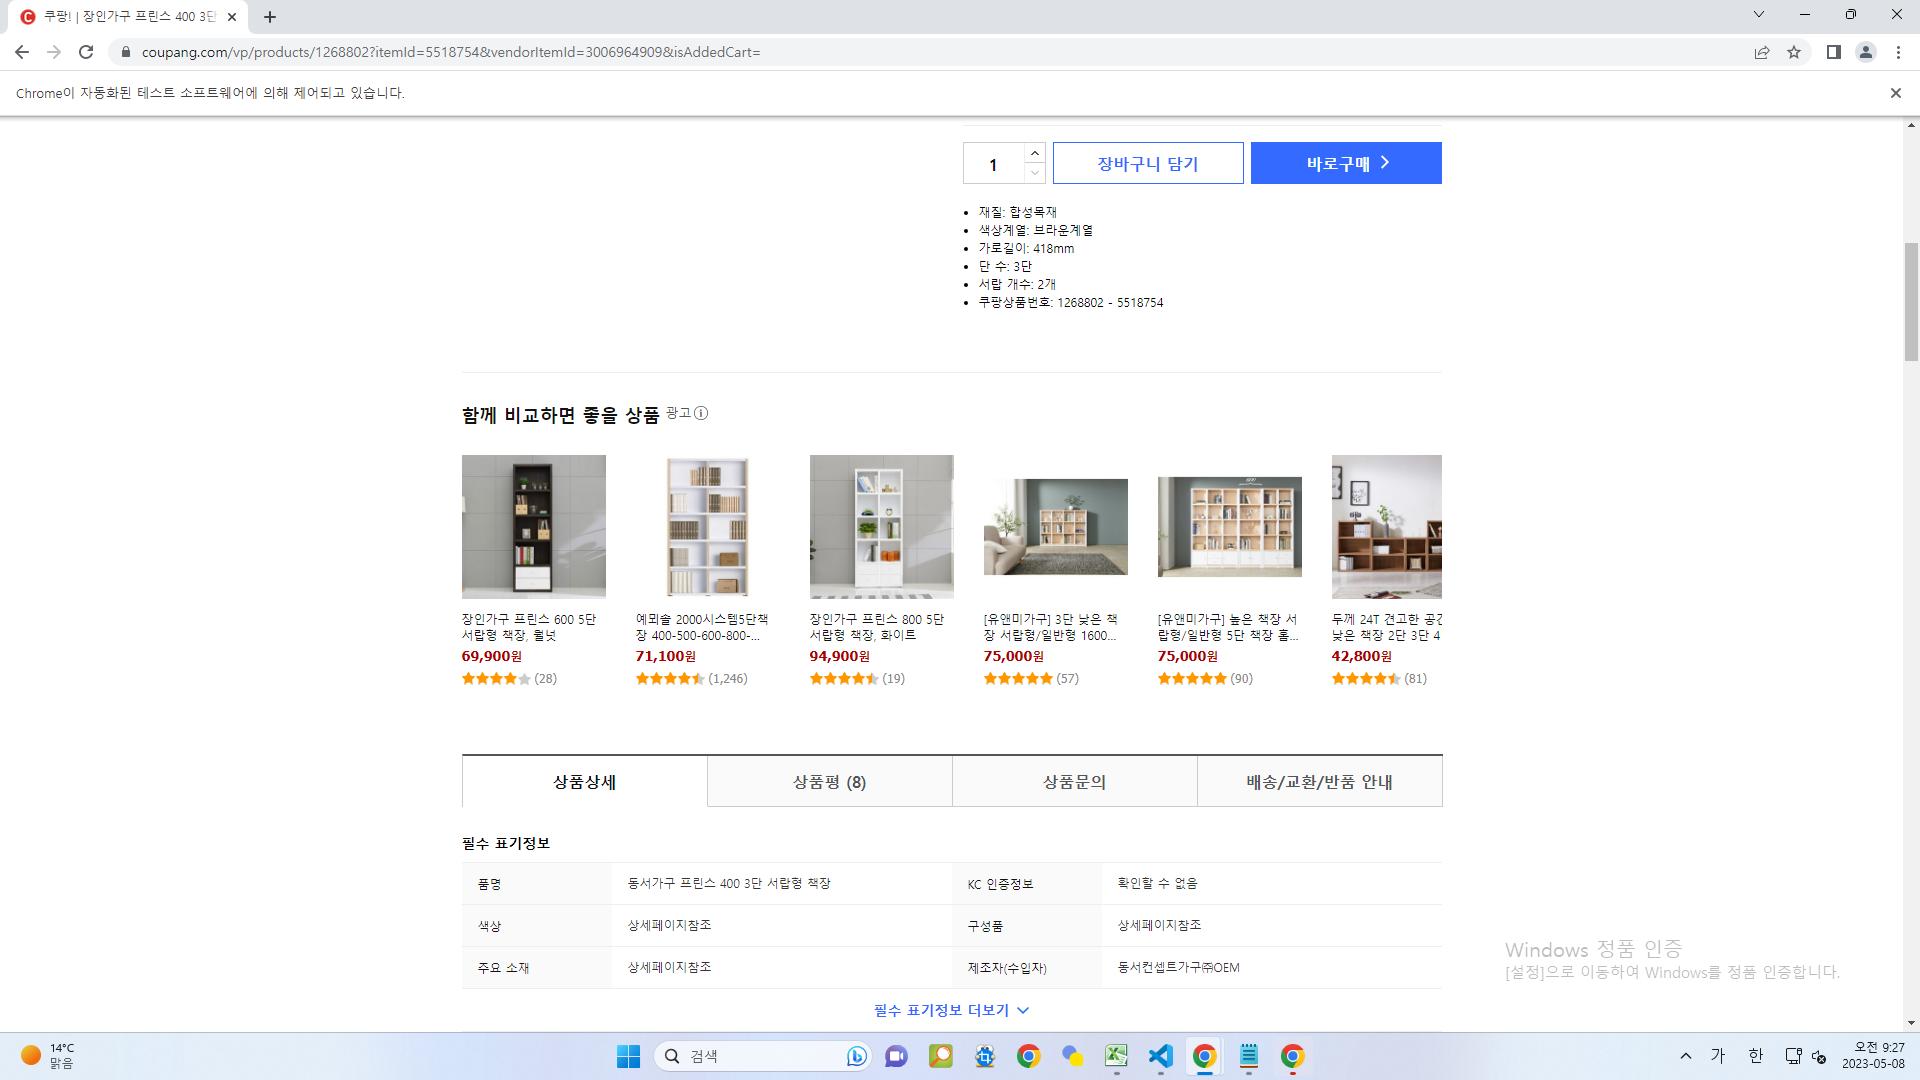 쿠팡! | 장인가구 프린스 400 3단
coupang.com/vp/products/1268802?itemId=5518754&vendorItemId=3006964909&isAddedCart=
Chrome이 자동화된 테스트 소프트웨어에 의해 제어되고 있습니다.
1 장바구니 담기 바로구매
재질: 합성목재
색상계열: 브라운계열
가로길이: 418mm
단 수: 3단
서랍 개수: 2개
쿠팡상품번호: 1268802 - 5518754
함께 비교하면 좋을 상품 광고
장인가구 프린스 600 5단
서랍형 책장, 월넛
69,900원
(28)
예뫼솔 2000시스템5단책
장 400-500-600-800-...
71,100원
(1,246)
장인가구 프린스 800 5단
서랍형 책장, 화이트
94,900원
(19)
[유앤미가구] 3단 낮은 책
장 서랍형/일반형 1600...
75,000원
(57)
[유앤미가구] 높은 책장 서
랍형/일반형 5단 책장 홈...
75,000원
(90)
두께 24T 견고한 공간
낮은 책장 2단 3단 4
42,800원
(81)
상품상세 상품평 (8) 상품문의 배송/교환/반품 안내
필수 표기정보
품명 동서가구 프린스 400 3단 서랍형 책장 KC 인증정보 확인할 수 없음
색상 상세페이지참조 구성품 상세페이지참조
주요 소재 상세페이지참조 제조자(수입자) 동서컨셉트가구㈜OEM
필수 표기정보 더보기
Windows 정품 인증
[설정]으로 이동하여 Windows를 정품 인증합니다.
14°C
맑음
검색
가 한
오전 9:27
2023-05-08